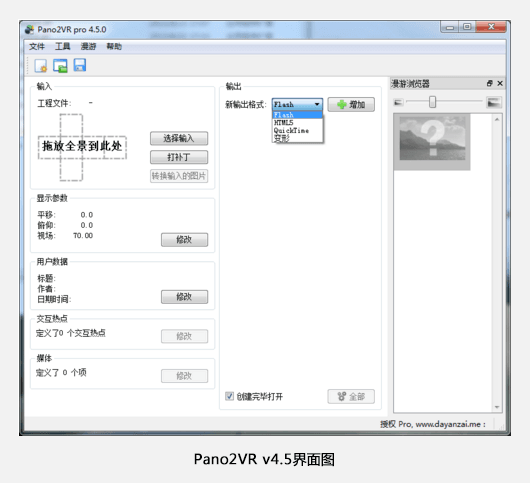 Pano2VR pro 4.5.0
文件 工具 漫游 帮助
输入
工程文件: -
拖放全景到此处
选择输入
打补丁
转换输入的图片
显示参数
平移: 0.0
俯仰: 0.0
视场: 70.00
修改
用户数据
标题:
作者:
日期时间:
修改
交互热点
定义了0 个交互热点
修改
媒体
定义了 0 个项
修改
输出
新输出格式: Flash 增加
Flash
HTML5
QuickTime
变形
创建完毕打开
全部
漫游浏览器
授权 Pro, www.dayanzai.me :
Pano2VR v4.5界面图